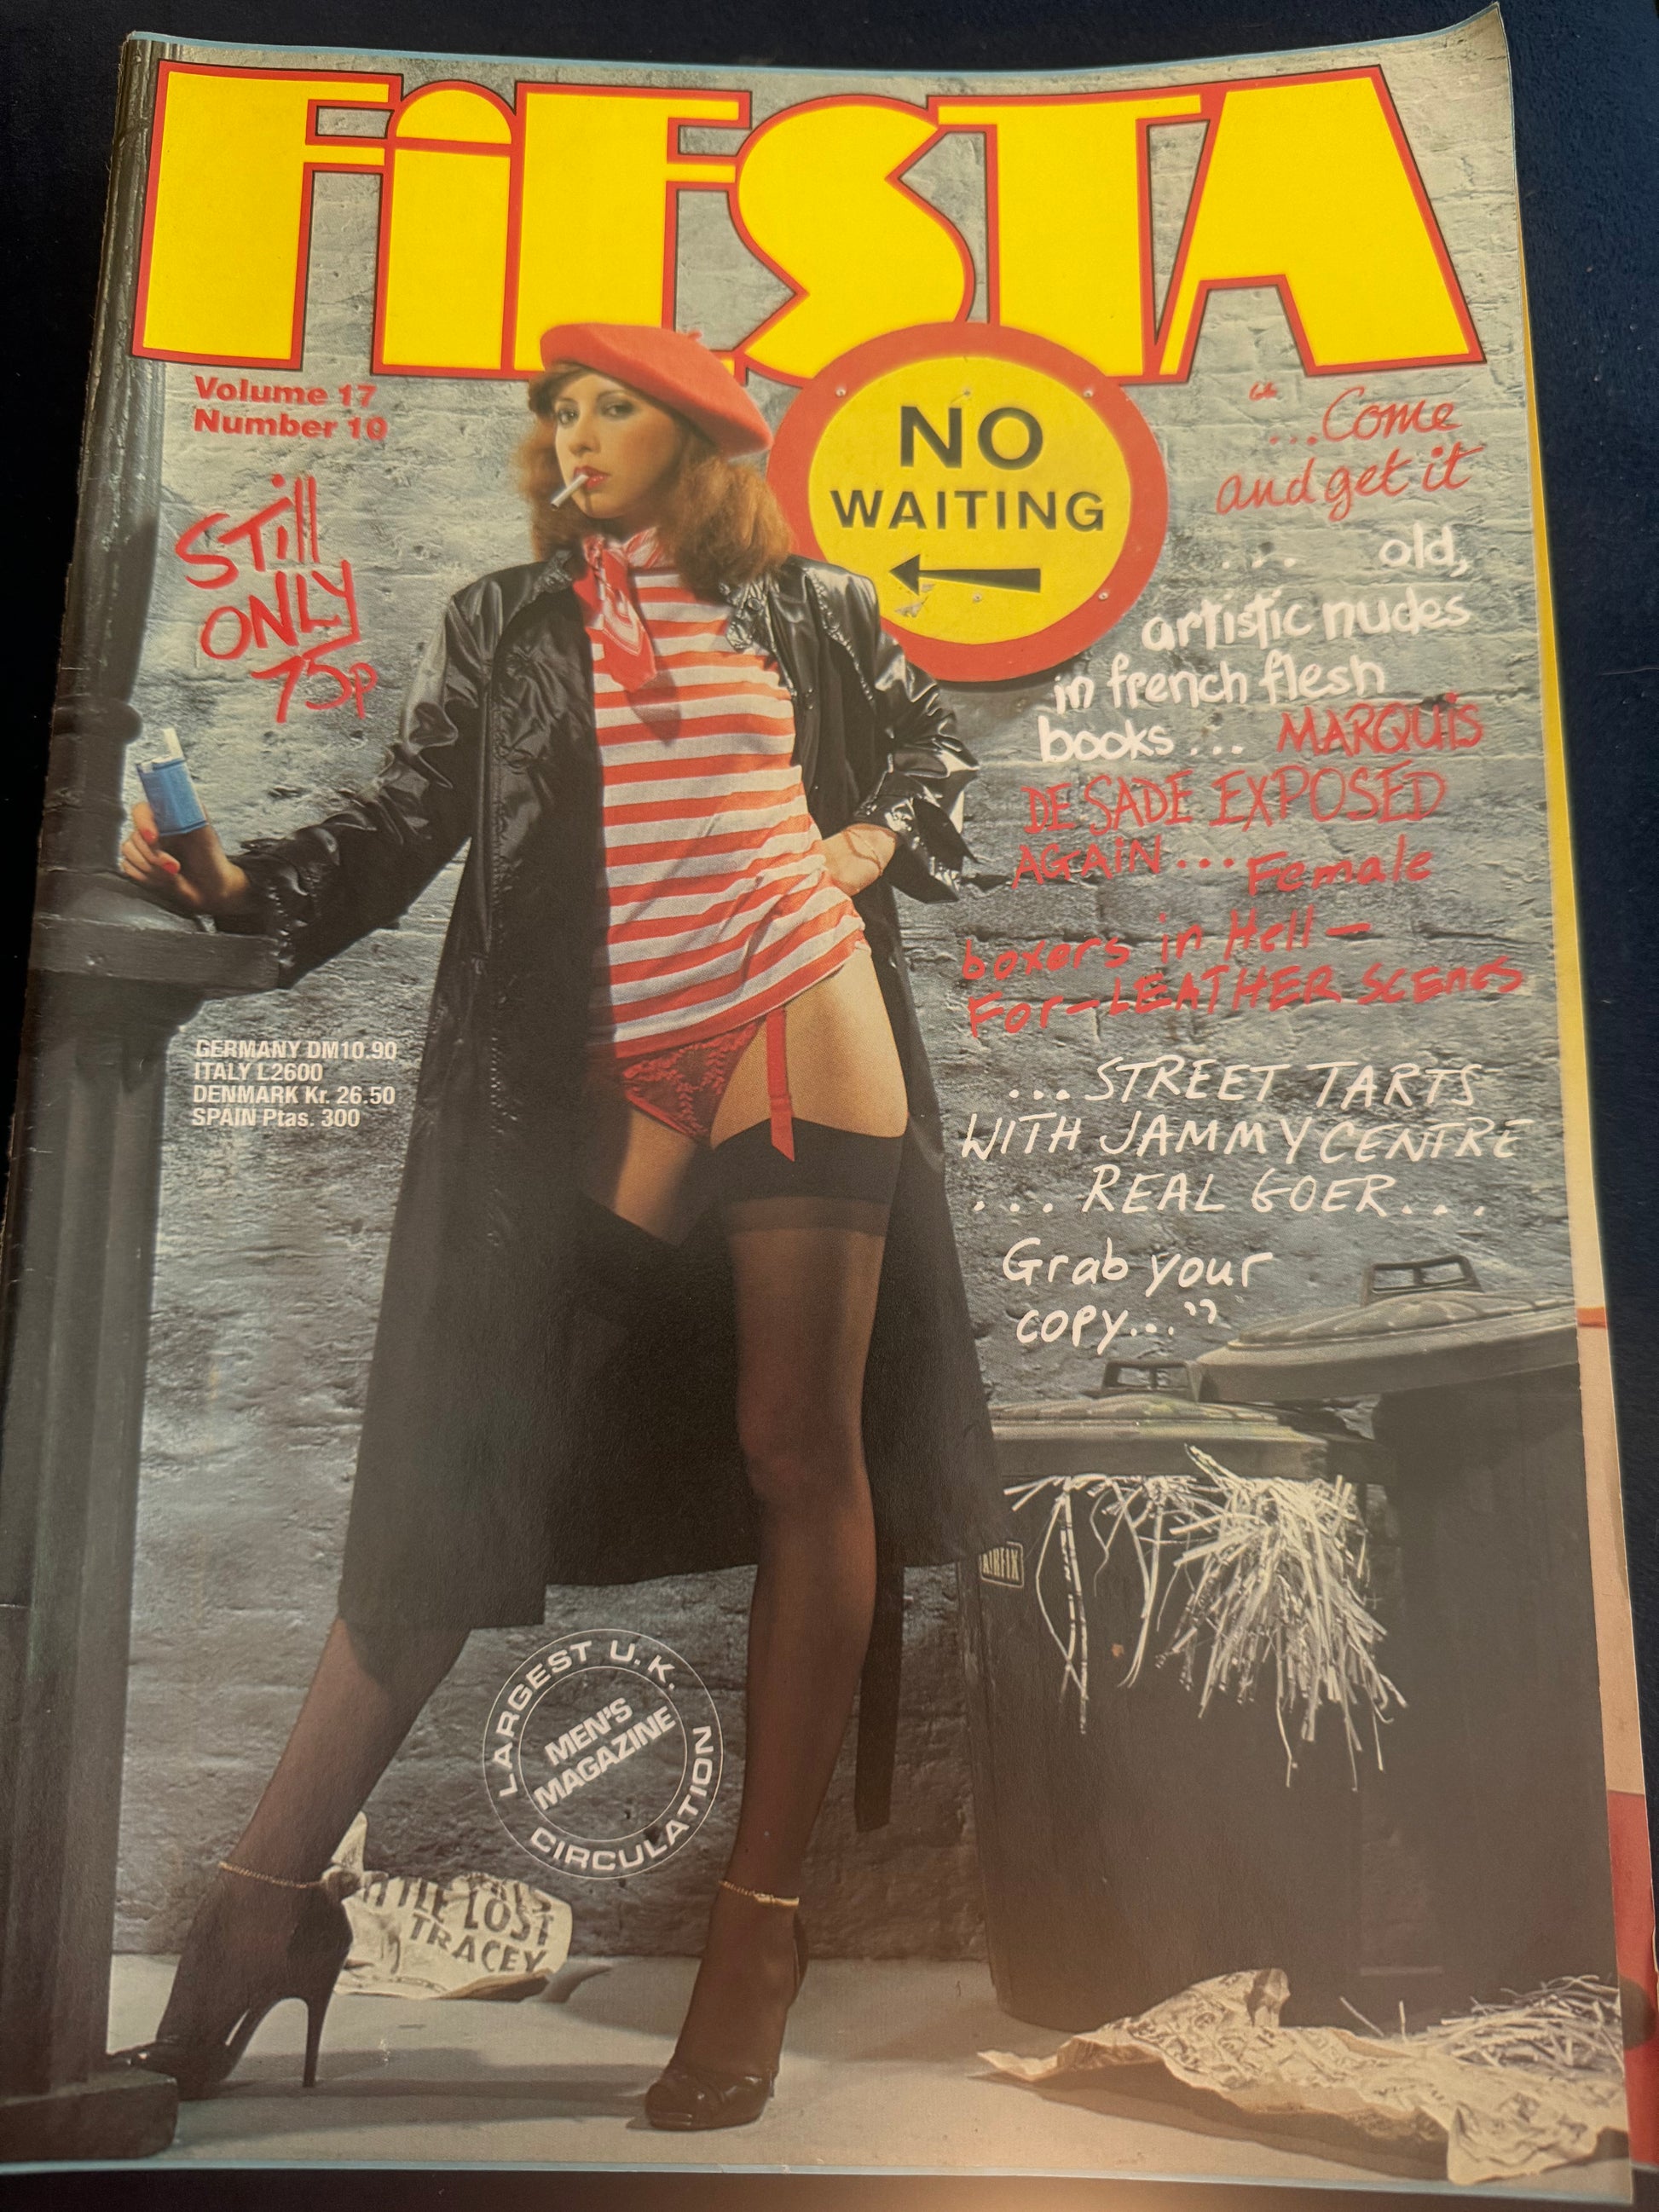 FiESTA
Volume 17
Number 10
STill
ONLY
75p
NO
WAITING
“...Come
and get it
... old,
artistic nudes
in french flesh
books... MARQUIS
DE SADE EXPOSED
AGAIN... Female
boxers in Hell —
For—LEATHER SCENES
... STREET TARTS
WITH JAMMY CENTRE
... REAL GOER....
Grab your
copy...”
GERMANY DM10.90
ITALY L2600
DENMARK Kr. 26.50
SPAIN Ptas. 300
AIRFIX
LARGEST U.K.
MEN'S
MAGAZINE
CIRCULATION
LOST
TRACEY